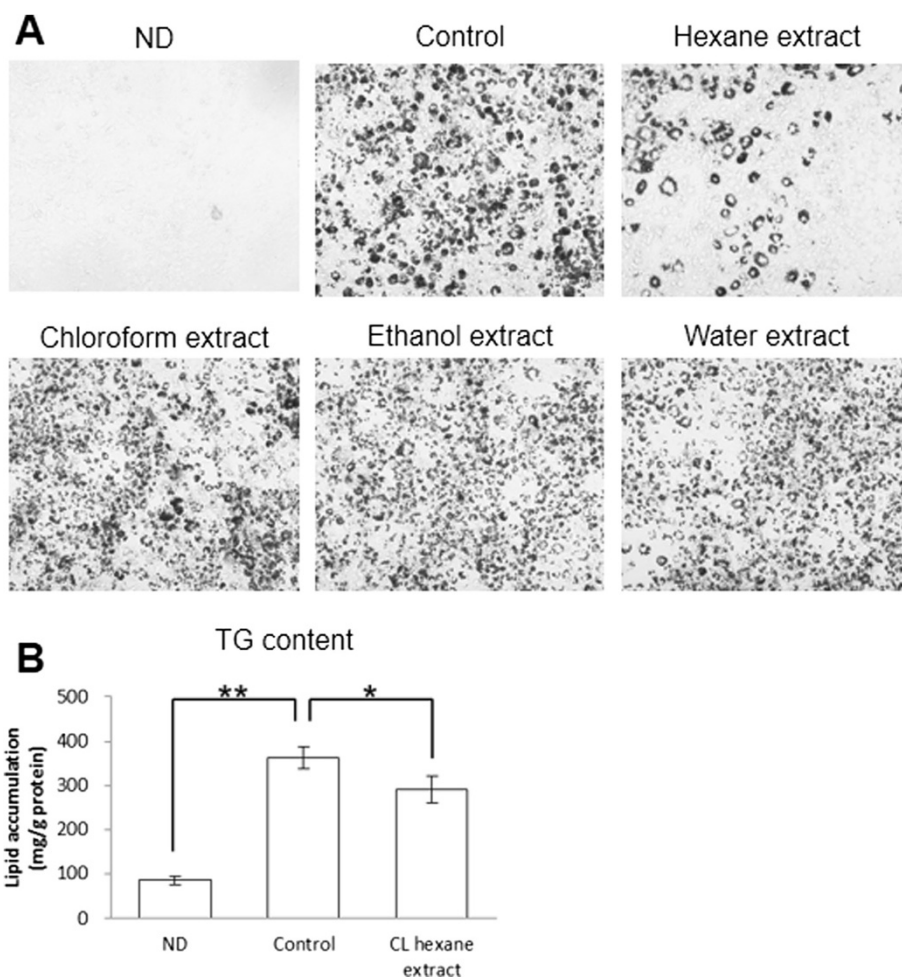 A
ND
Control
Hexane extract
Chloroform extract
Ethanol extract
Water extract
B
TG content
Lipid accumulation
(mg/g protein)
500
400
300
200
100
0
**
*
ND
Control
CL hexane
extract